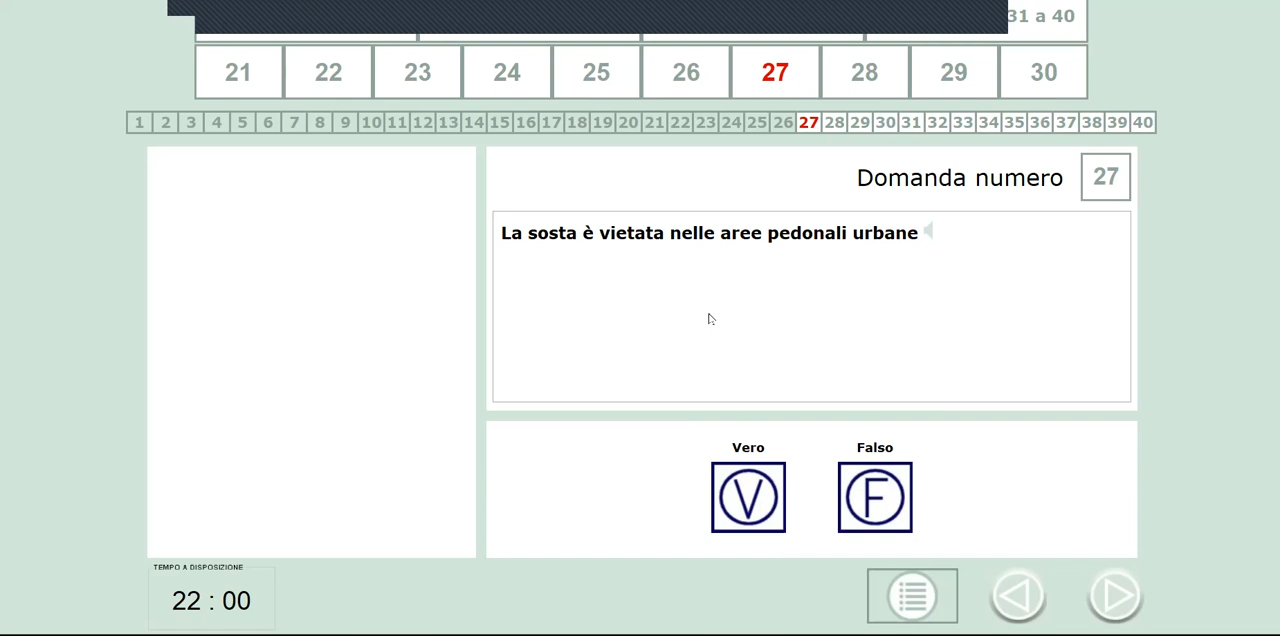 31 a 40
21 22 23 24 25 26 27 28 29 30
1 2 3 4 5 6 7 8 9 10 11 12 13 14 15 16 17 18 19 20 21 22 23 24 25 26 27 28 29 30 31 32 33 34 35 36 37 38 39 40
Domanda numero 27
La sosta è vietata nelle aree pedonali urbane
Vero Falso
V F
TEMPO A DISPOSIZIONE
22 : 00